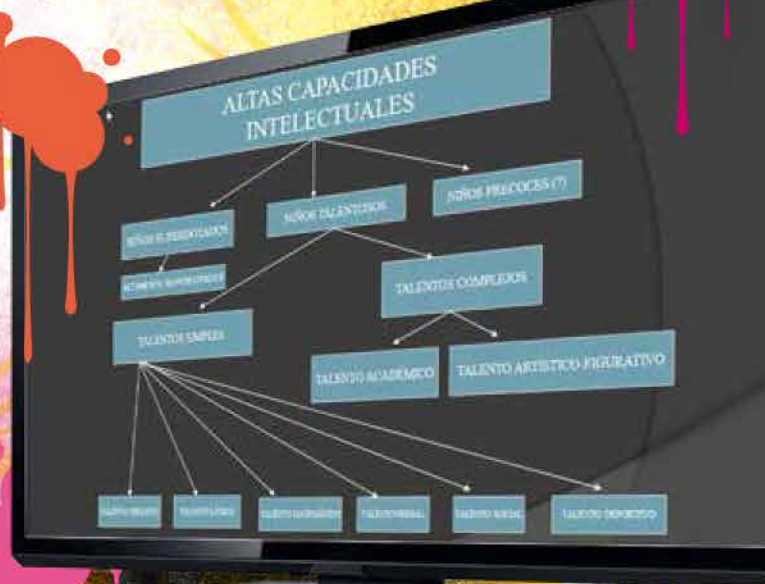 ALTAS CAPACIDADES
INTELECTUALES
NIÑOS SUPERDOTADOS
NIÑOS TALENTOSOS
NIÑOS PRECOCES (?)
TALENTOS SIMPLES
TALENTOS COMPLEJOS
TALENTO ACADÉMICO
TALENTO ARTÍSTICO-FIGURATIVO
TALENTO VERBAL
TALENTO SOCIAL
TALENTO DEPORTIVO